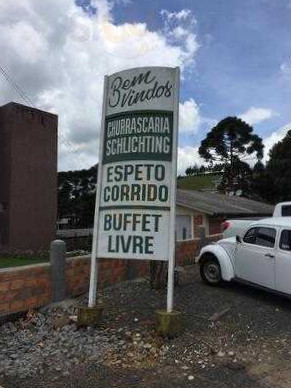 Bem
Vindos
CHURRASCARIA
SCHLICHTING
ESPETO
CORRIDO
BUFFET
LIVRE